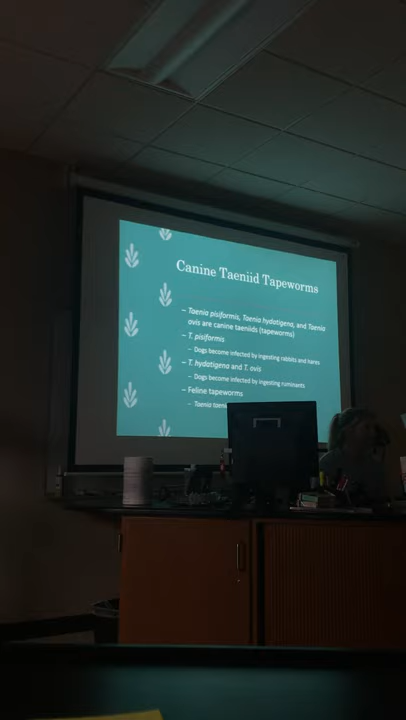 Canine Taeniid Tapeworms
– Taenia pisiformis, Taenia hydatigena, and Taenia
ovis are canine taeniids (tapeworms)
– T. pisiformis
– Dogs become infected by ingesting rabbits and hares
– T. hydatigena and T. ovis
– Dogs become infected by ingesting ruminants
– Feline tapeworms
– Taenia